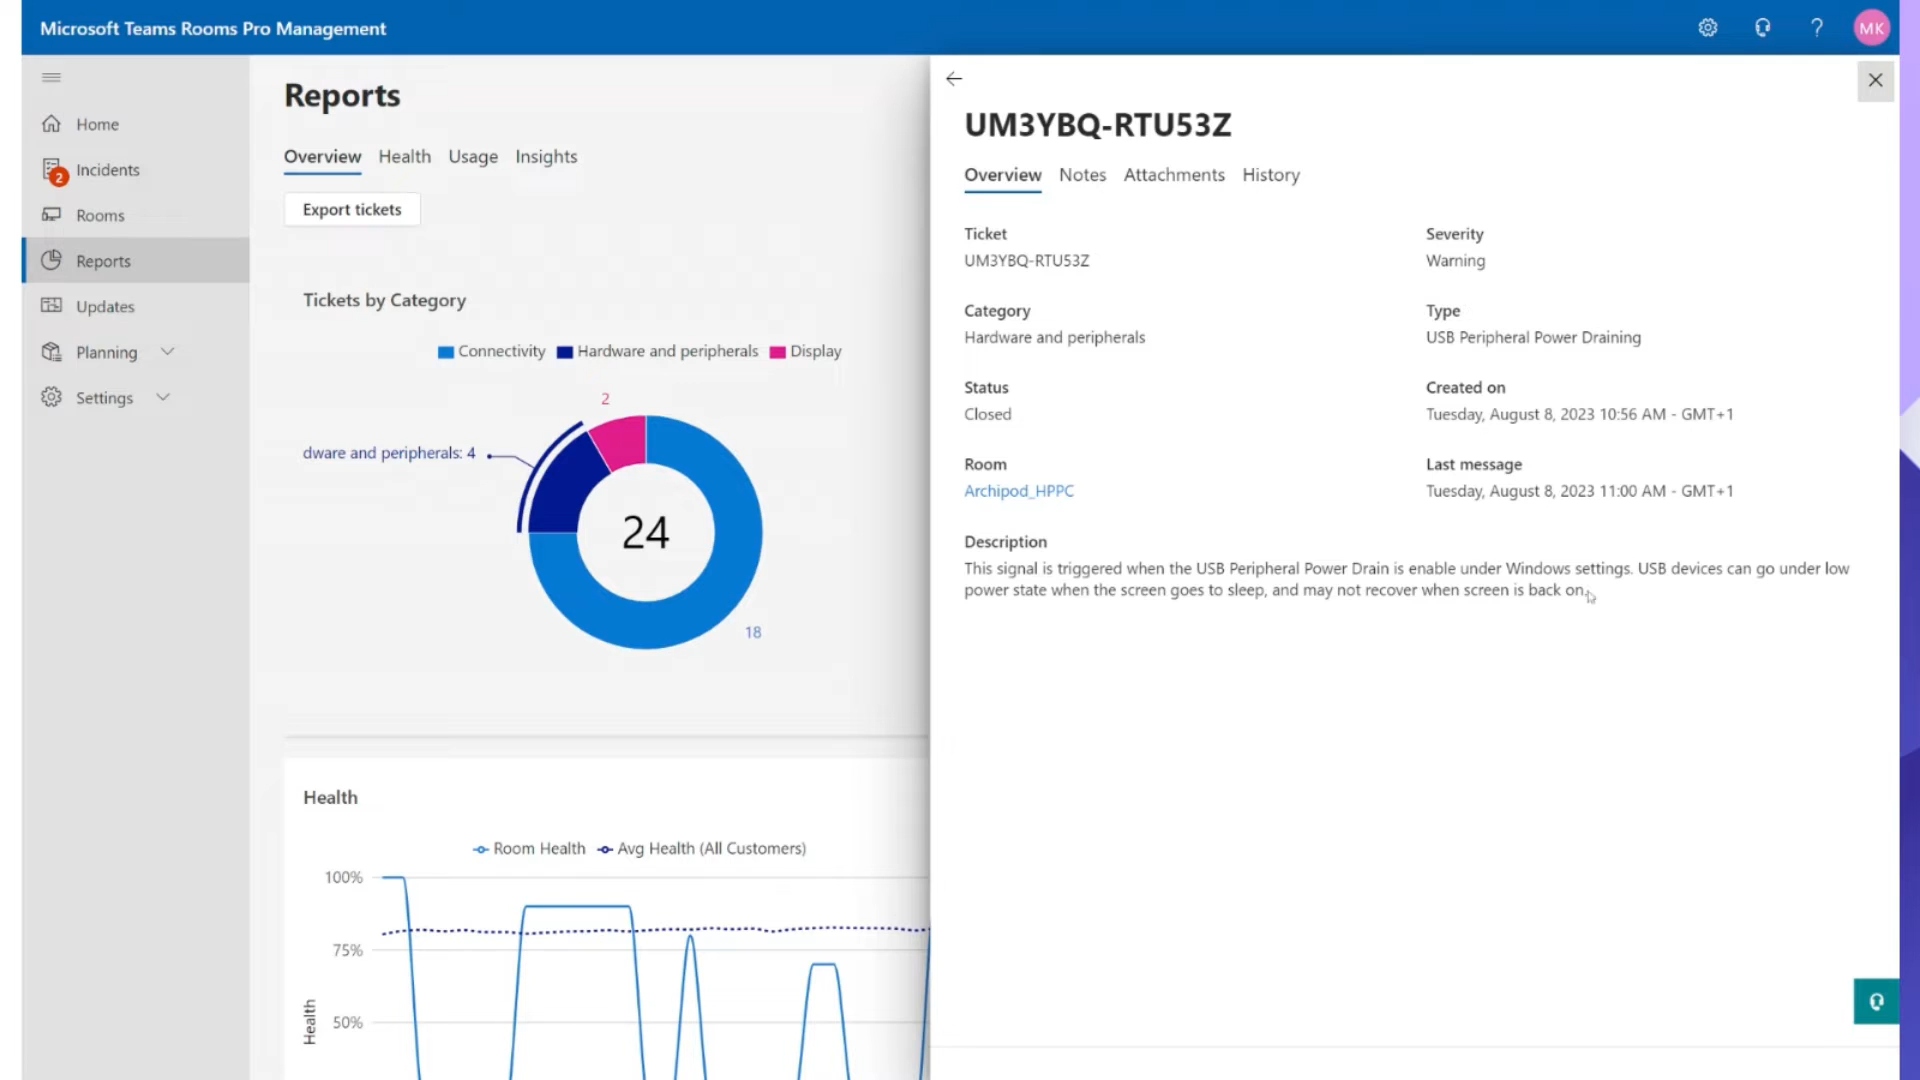 Microsoft Teams Rooms Pro Management
MK
Home
2
Incidents
Rooms
Reports
Updates
Planning
Settings
Reports
Overview Health Usage Insights
Export tickets
Tickets by Category
Connectivity Hardware and peripherals Display
2
dware and peripherals: 4
24
18
Health
Room Health Avg Health (All Customers)
100%
75%
50%
Health
UM3YBQ-RTU53Z
Overview Notes Attachments History
Ticket
UM3YBQ-RTU53Z
Severity
Warning
Category
Hardware and peripherals
Type
USB Peripheral Power Draining
Status
Closed
Created on
Tuesday, August 8, 2023 10:56 AM - GMT+1
Room
Archipod_HPPC
Last message
Tuesday, August 8, 2023 11:00 AM - GMT+1
Description
This signal is triggered when the USB Peripheral Power Drain is enable under Windows settings. USB devices can go under low
power state when the screen goes to sleep, and may not recover when screen is back on.